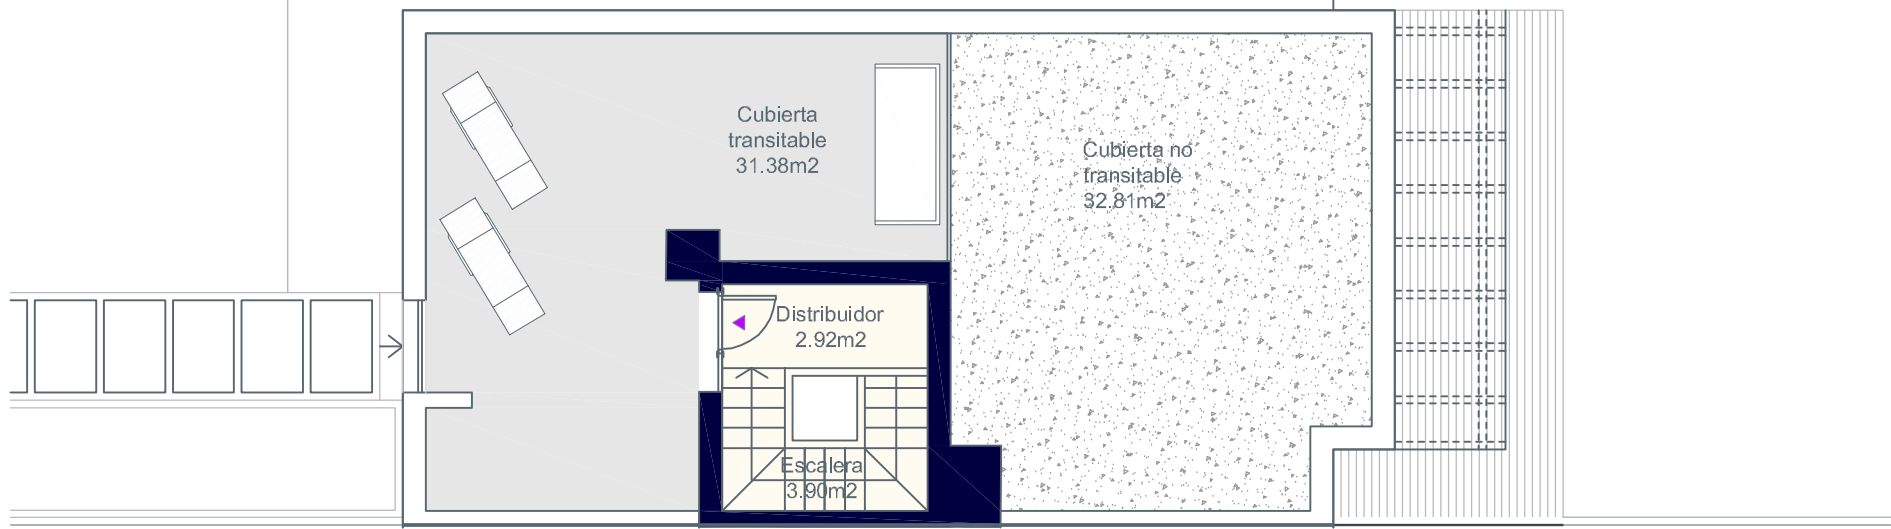 Cubierta
transitable
31.38m2
Cubierta no
transitable
32.81m2
Distribuidor
2.92m2
Escalera
3.90m2